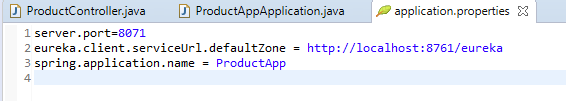 ProductController.java ProductAppApplication.java application.properties
1 server.port=8071
2 eureka.client.serviceUrl.defaultZone = http://localhost:8761/eureka
3 spring.application.name = ProductApp
4